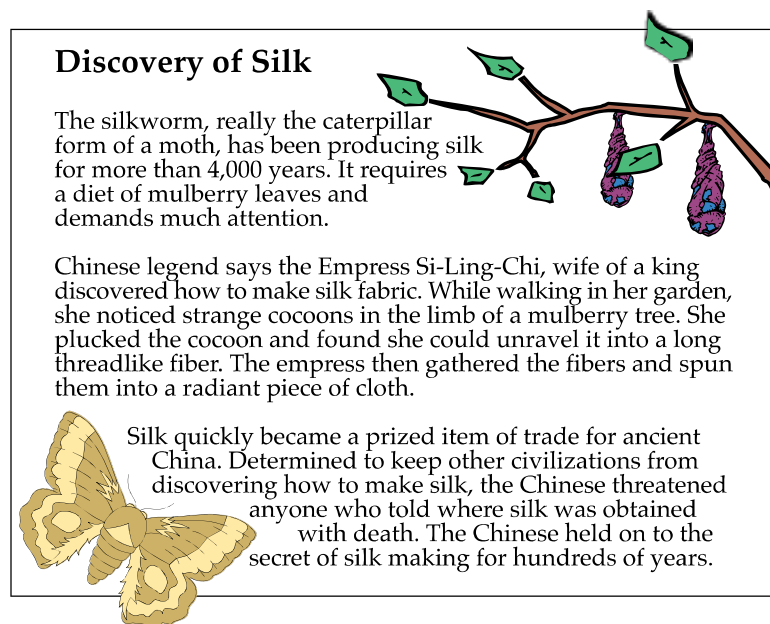 Discovery of Silk
The silkworm, really the caterpillar
form of a moth, has been producing silk
for more than 4,000 years. It requires
a diet of mulberry leaves and
demands much attention.
Chinese legend says the Empress Si-Ling-Chi, wife of a king
discovered how to make silk fabric. While walking in her garden,
she noticed strange cocoons in the limb of a mulberry tree. She
plucked the cocoon and found she could unravel it into a long
threadlike fiber. The empress then gathered the fibers and spun
them into a radiant piece of cloth.
Silk quickly became a prized item of trade for ancient
China. Determined to keep other civilizations from
discovering how to make silk, the Chinese threatened
anyone who told where silk was obtained
with death. The Chinese held on to the
secret of silk making for hundreds of years.